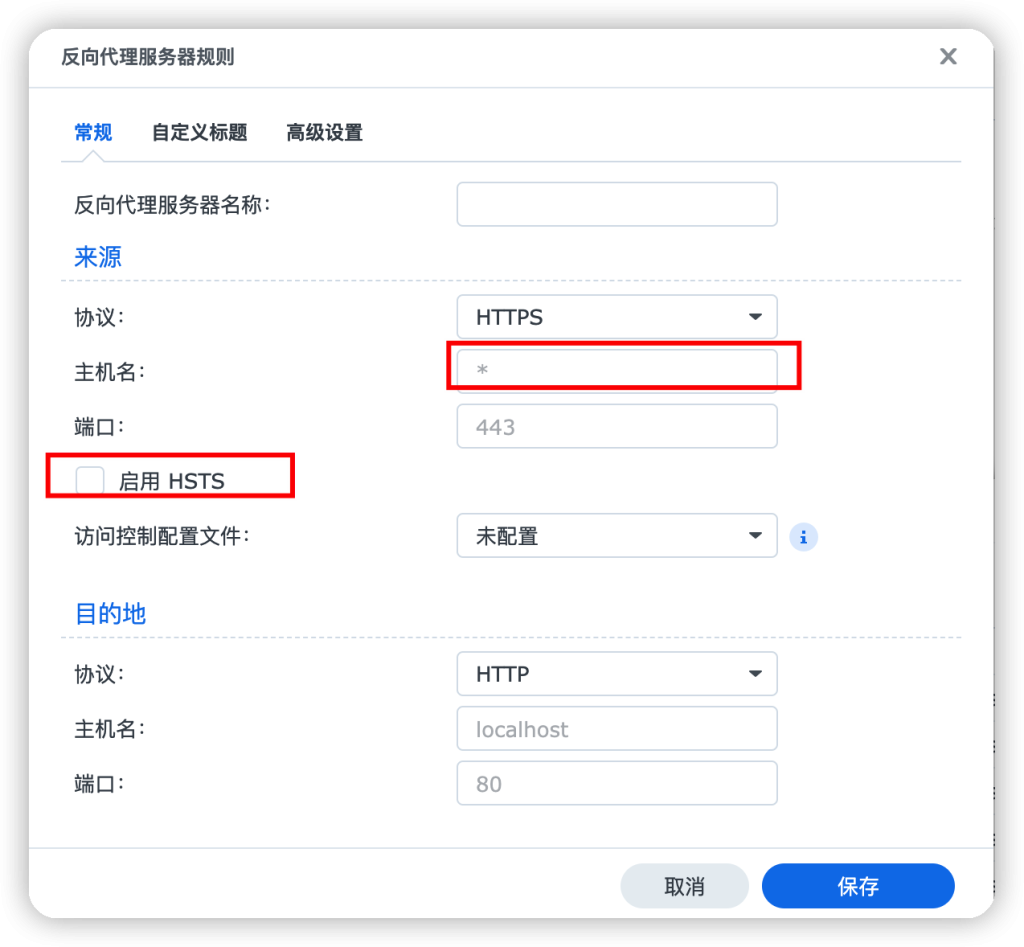 反向代理服务器规则
常规 自定义标题 高级设置
反向代理服务器名称:
来源
协议: HTTPS
主机名: *
端口: 443
启用 HSTS
访问控制配置文件: 未配置
目的地
协议: HTTP
主机名: localhost
端口: 80
取消 保存